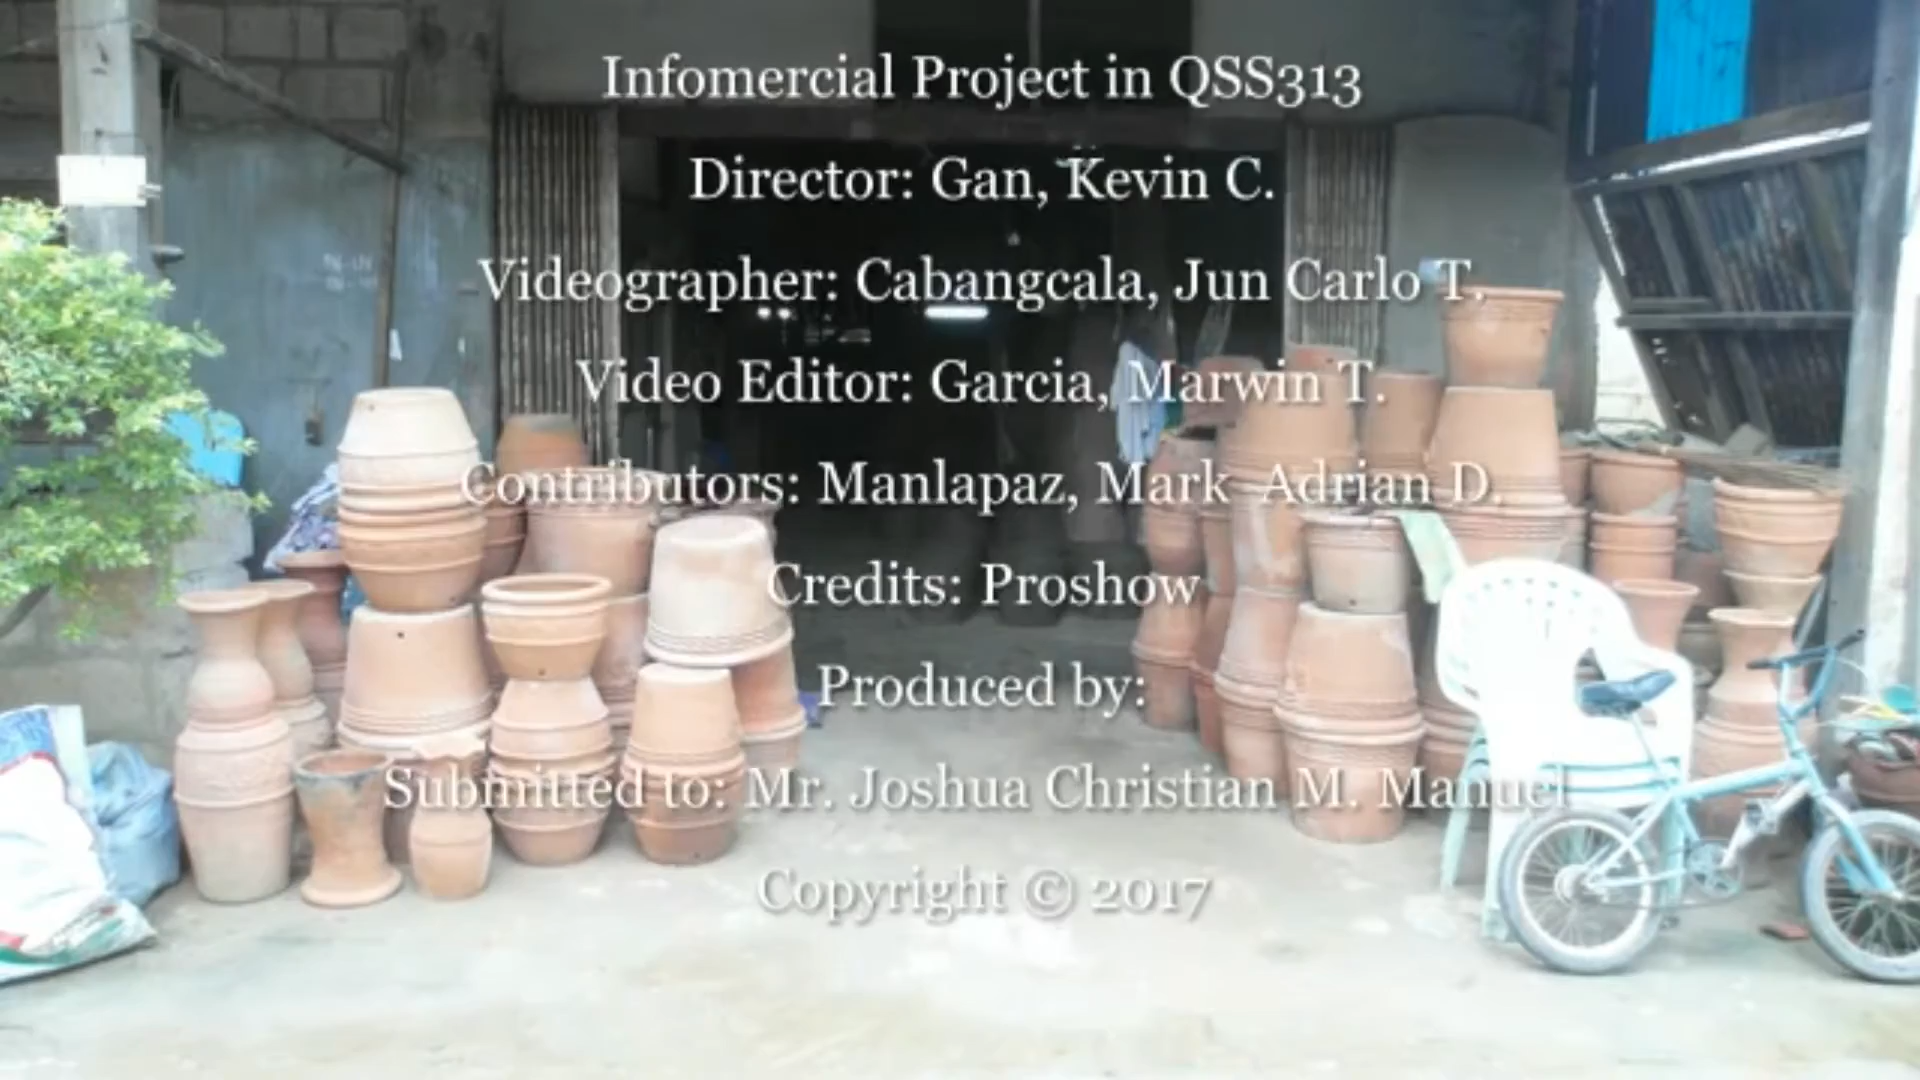 Infomercial Project in QSS313
Director: Gan, Kevin C.
Videographer: Cabangcala, Jun Carlo T.
Video Editor: Garcia, Marwin T.
Contributors: Manlapaz, Mark Adrian D.
Credits: Proshow
Produced by:
Submitted to: Mr. Joshua Christian M. Manuel
Copyright © 2017